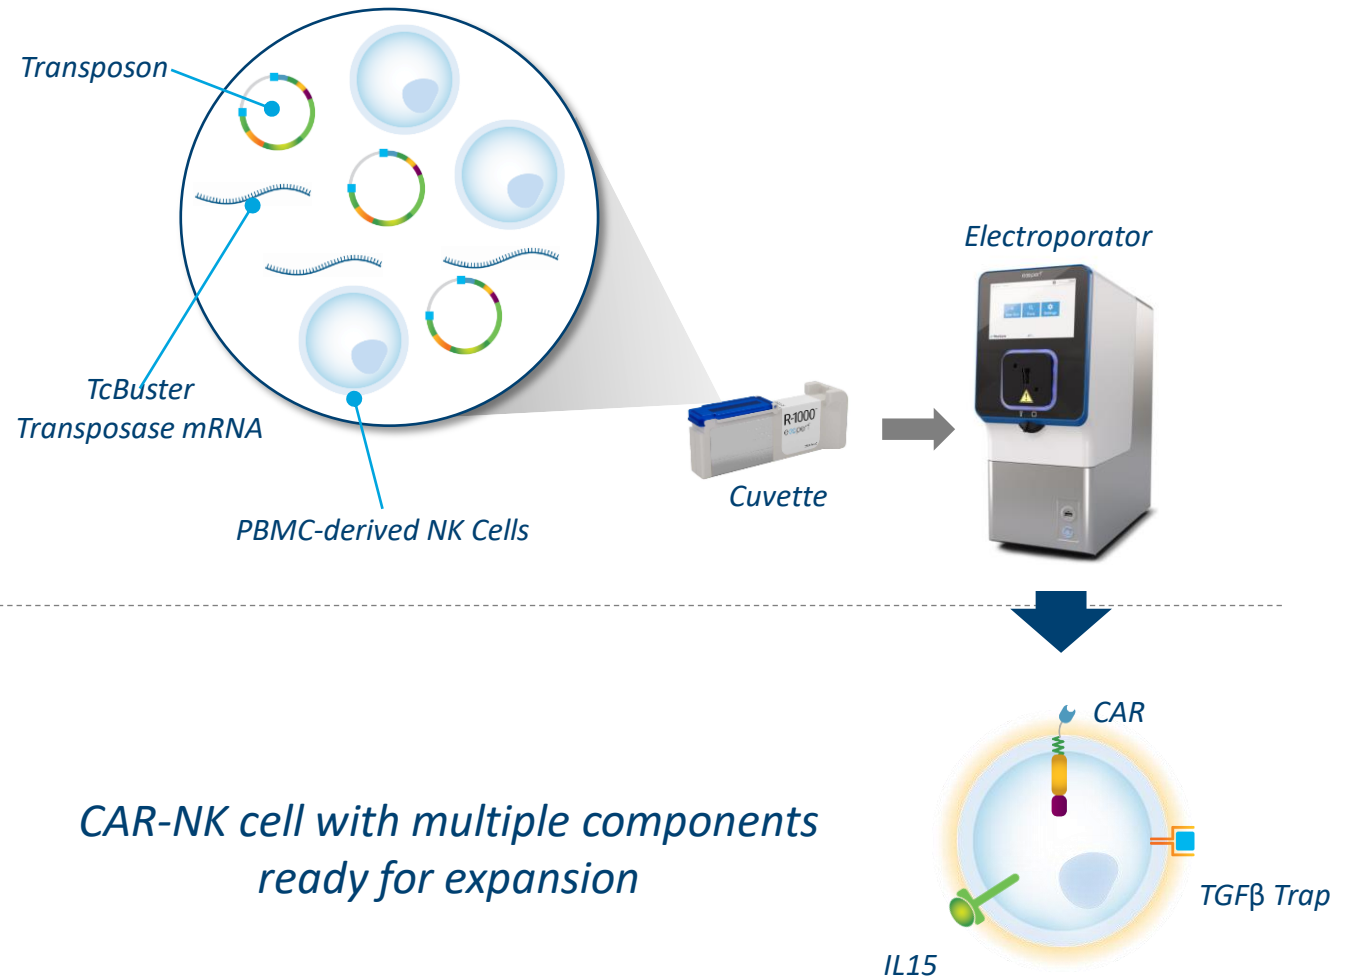 Transposon
TcBuster
Transposase mRNA
PBMC-derived NK Cells
R-1000
Cuvette
Electroporator
CAR
CAR-NK cell with multiple components
ready for expansion
TGFβ Trap
IL15